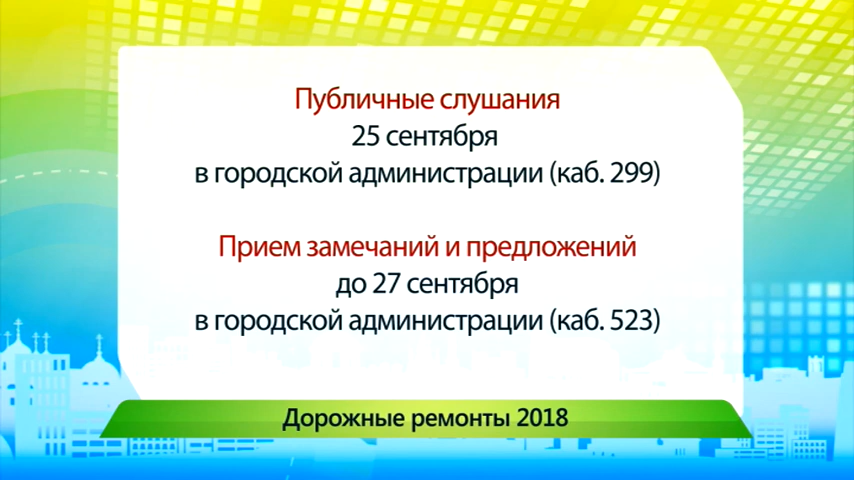 Публичные слушания
25 сентября
в городской администрации (каб. 299)
Прием замечаний и предложений
до 27 сентября
в городской администрации (каб. 523)
Дорожные ремонты 2018